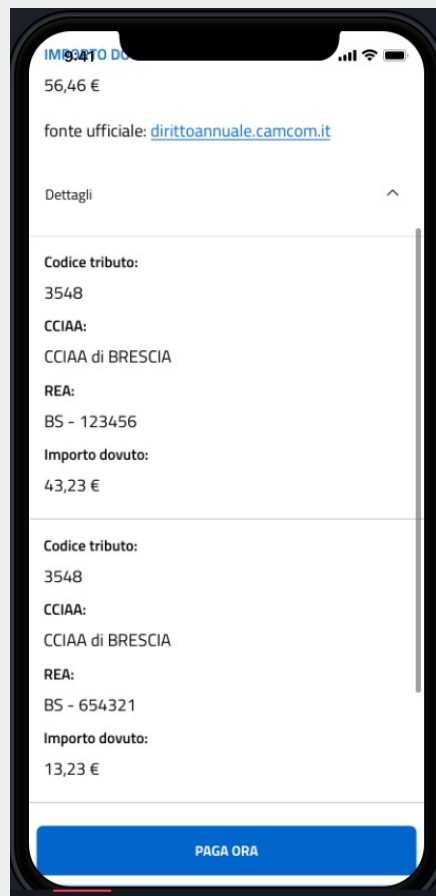 9:41
IMPORTO DO
56,46 €
fonte ufficiale: dirittoannuale.camcom.it
Dettagli
Codice tributo:
3548
CCIAA:
CCIAA di BRESCIA
REA:
BS - 123456
Importo dovuto:
43,23 €
Codice tributo:
3548
CCIAA:
CCIAA di BRESCIA
REA:
BS - 654321
Importo dovuto:
13,23 €
PAGA ORA